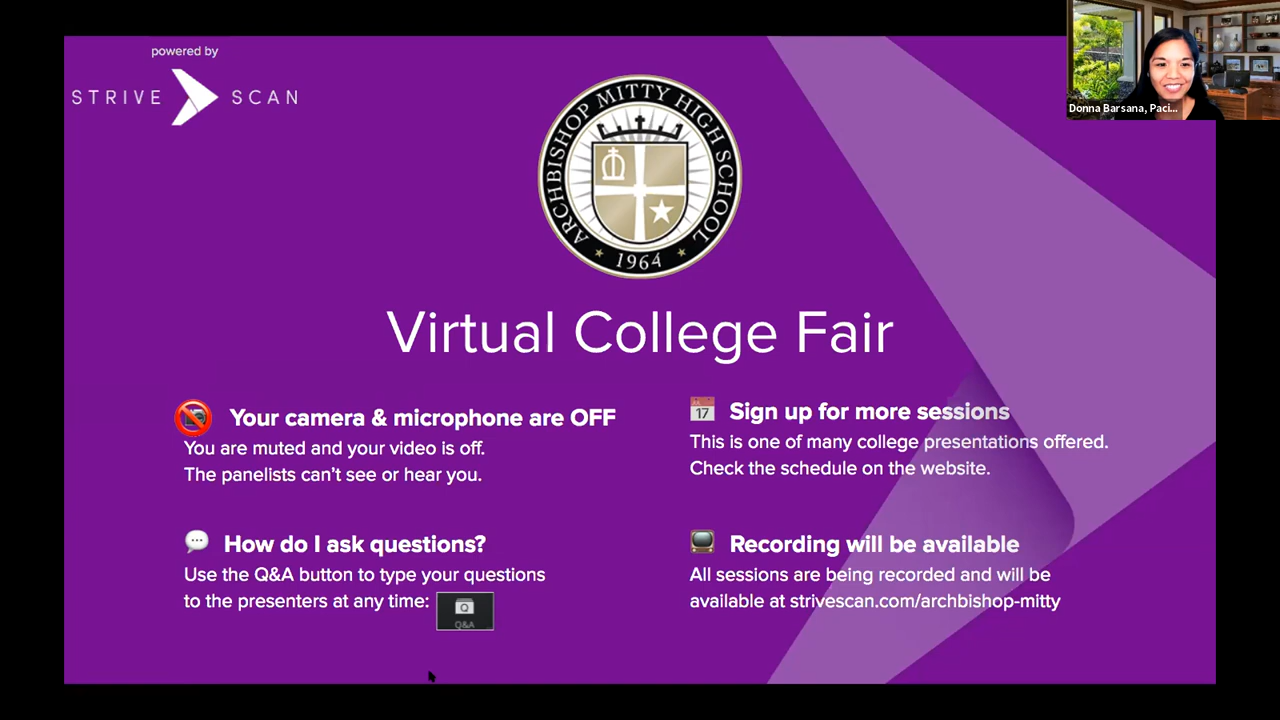 powered by
STRIVE SCAN
Donna Barsana, Paci...
ARCHBISHOP MITTY HIGH SCHOOL
1964
Virtual College Fair
Your camera & microphone are OFF
You are muted and your video is off.
The panelists can't see or hear you.
17
Sign up for more sessions
This is one of many college presentations offered.
Check the schedule on the website.
How do I ask questions?
Use the Q&A button to type your questions
to the presenters at any time:
Q
Q&A
Recording will be available
All sessions are being recorded and will be
available at strivescan.com/archbishop-mitty